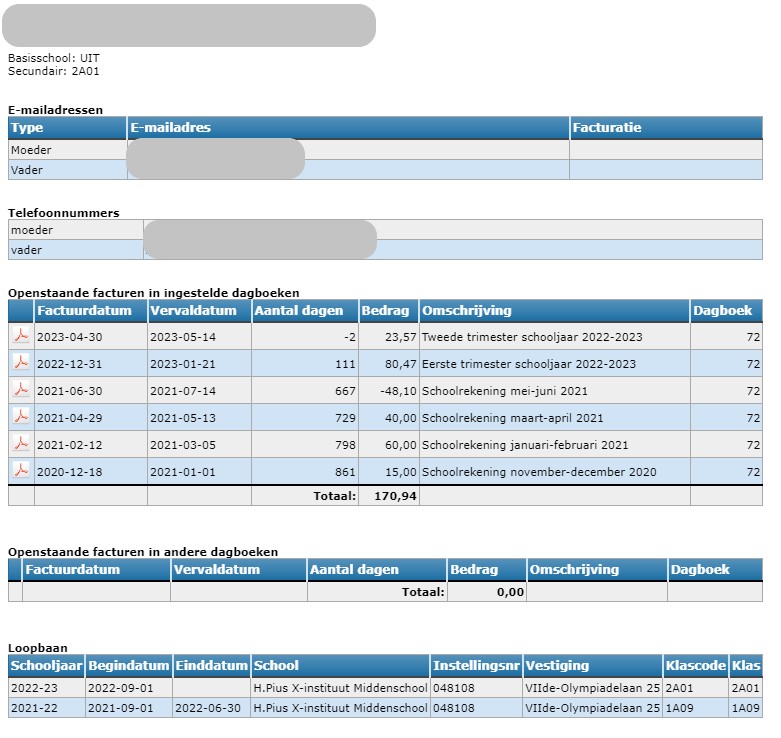 Basisschool: UIT
Secundair: 2A01
E-mailadressen
Type E-mailadres Facturatie
Moeder
Vader
Telefoonnummers
moeder
vader
Openstaande facturen in ingestelde dagboeken
Factuurdatum Vervaldatum Aantal dagen Bedrag Omschrijving Dagboek
2023-04-30 2023-05-14 -2 23,57 Tweede trimester schooljaar 2022-2023 72
2022-12-31 2023-01-21 111 80,47 Eerste trimester schooljaar 2022-2023 72
2021-06-30 2021-07-14 667 -48,10 Schoolrekening mei-juni 2021 72
2021-04-29 2021-05-13 729 40,00 Schoolrekening maart-april 2021 72
2021-02-12 2021-03-05 798 60,00 Schoolrekening januari-februari 2021 72
2020-12-18 2021-01-01 861 15,00 Schoolrekening november-december 2020 72
Totaal: 170,94
Openstaande facturen in andere dagboeken
Factuurdatum Vervaldatum Aantal dagen Bedrag Omschrijving Dagboek
Totaal: 0,00
Loopbaan
Schooljaar Begindatum Einddatum School Instellingsnr Vestiging Klascode Klas
2022-23 2022-09-01 H.Pius X-instituut Middenschool 048108 VIIde-Olympiadelaan 25 2A01 2A01
2021-22 2021-09-01 2022-06-30 H.Pius X-instituut Middenschool 048108 VIIde-Olympiadelaan 25 1A09 1A09